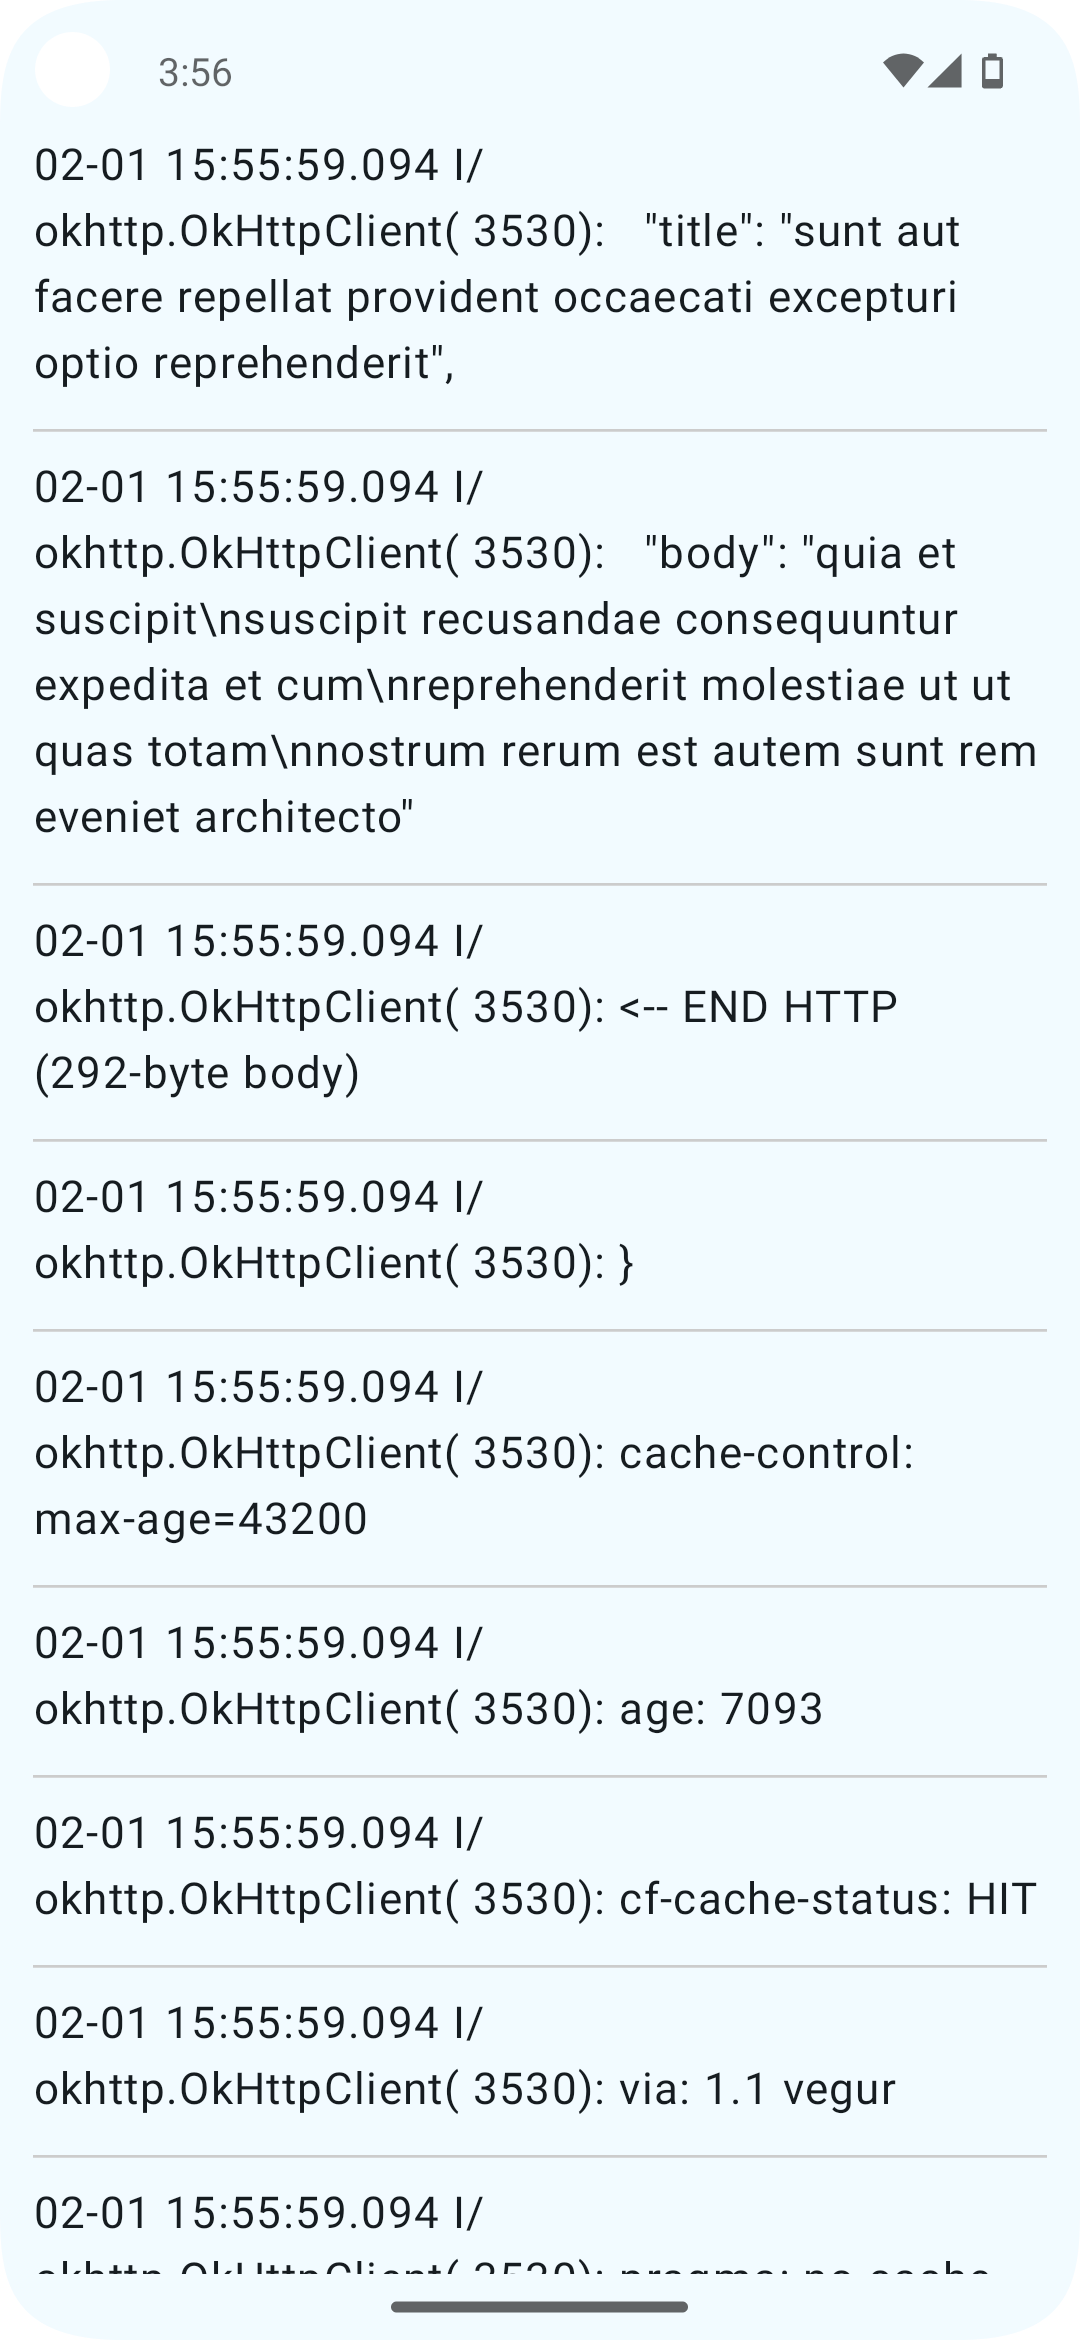 3:56
02-01 15:55:59.094 I/
okhttp.OkHttpClient( 3530):   "title": "sunt aut
facere repellat provident occaecati excepturi
optio reprehenderit",
02-01 15:55:59.094 I/
okhttp.OkHttpClient( 3530):   "body": "quia et
suscipit\nsuscipit recusandae consequuntur
expedita et cum\nreprehenderit molestiae ut ut
quas totam\nnostrum rerum est autem sunt rem
eveniet architecto"
02-01 15:55:59.094 I/
okhttp.OkHttpClient( 3530): <-- END HTTP
(292-byte body)
02-01 15:55:59.094 I/
okhttp.OkHttpClient( 3530): }
02-01 15:55:59.094 I/
okhttp.OkHttpClient( 3530): cache-control:
max-age=43200
02-01 15:55:59.094 I/
okhttp.OkHttpClient( 3530): age: 7093
02-01 15:55:59.094 I/
okhttp.OkHttpClient( 3530): cf-cache-status: HIT
02-01 15:55:59.094 I/
okhttp.OkHttpClient( 3530): via: 1.1 vegur
02-01 15:55:59.094 I/
okhttp.OkHttpClient( 3530): pragma: no-cache